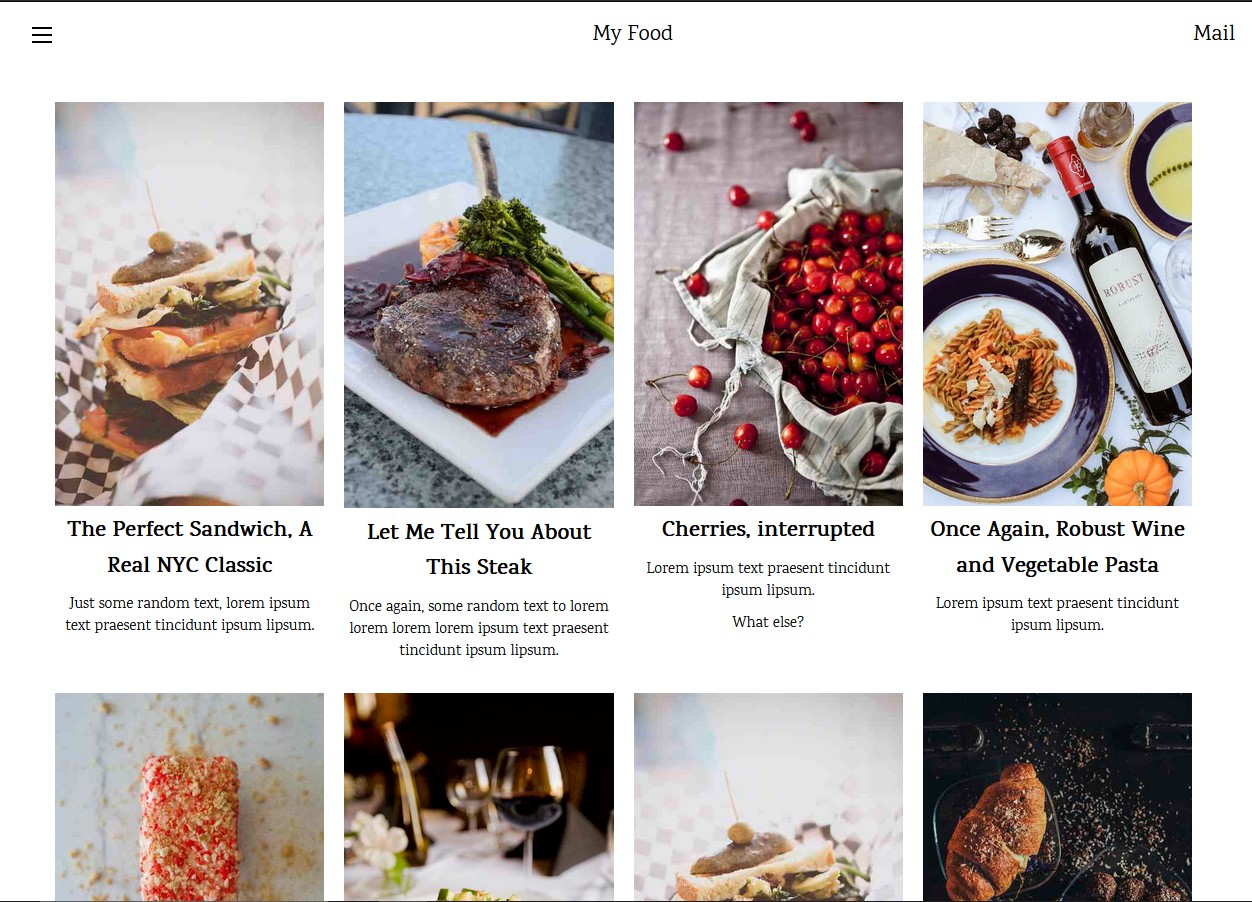 My Food
Mail
The Perfect Sandwich, A
Real NYC Classic
Just some random text, lorem ipsum
text praesent tincidunt ipsum lipsum.
Let Me Tell You About
This Steak
Once again, some random text to lorem
lorem lorem lorem ipsum text praesent
tincidunt ipsum lipsum.
Cherries, interrupted
Lorem ipsum text praesent tincidunt
ipsum lipsum.
What else?
ROBUST
Once Again, Robust Wine
and Vegetable Pasta
Lorem ipsum text praesent tincidunt
ipsum lipsum.